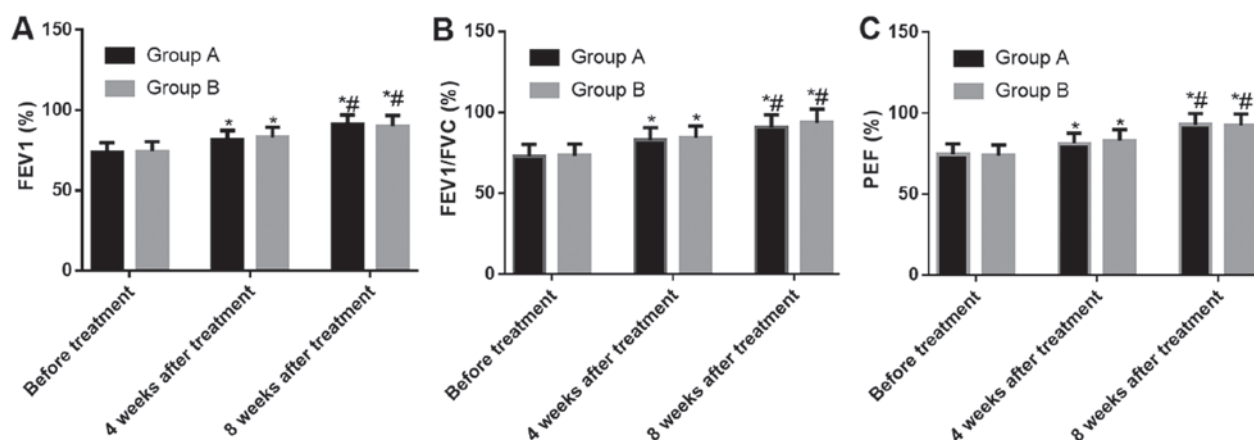 A
FEV1 (%)
150
100
50
0
Group A
Group B
*
*
*#
*#
Before treatment
4 weeks after treatment
8 weeks after treatment
B
FEV1/FVC (%)
150
100
50
0
Group A
Group B
*
*
*#
*#
Before treatment
4 weeks after treatment
8 weeks after treatment
C
PEF (%)
150
100
50
0
Group A
Group B
*
*
*#
*#
Before treatment
4 weeks after treatment
8 weeks after treatment